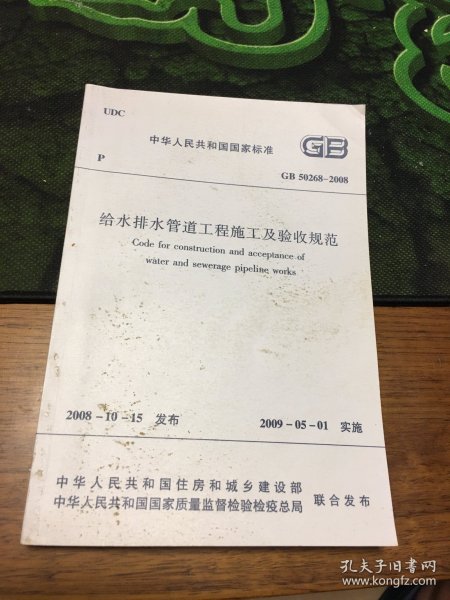 UDC
中华人民共和国国家标准
GB
P
GB 50268-2008
给水排水管道工程施工及验收规范
Code for construction and acceptance of
water and sewerage pipeline works
2008-10-15 发布
2009-05-01 实施
中华人民共和国住房和城乡建设部
中华人民共和国国家质量监督检验检疫总局
联合发布
孔夫子旧书网
www.kongfz.com